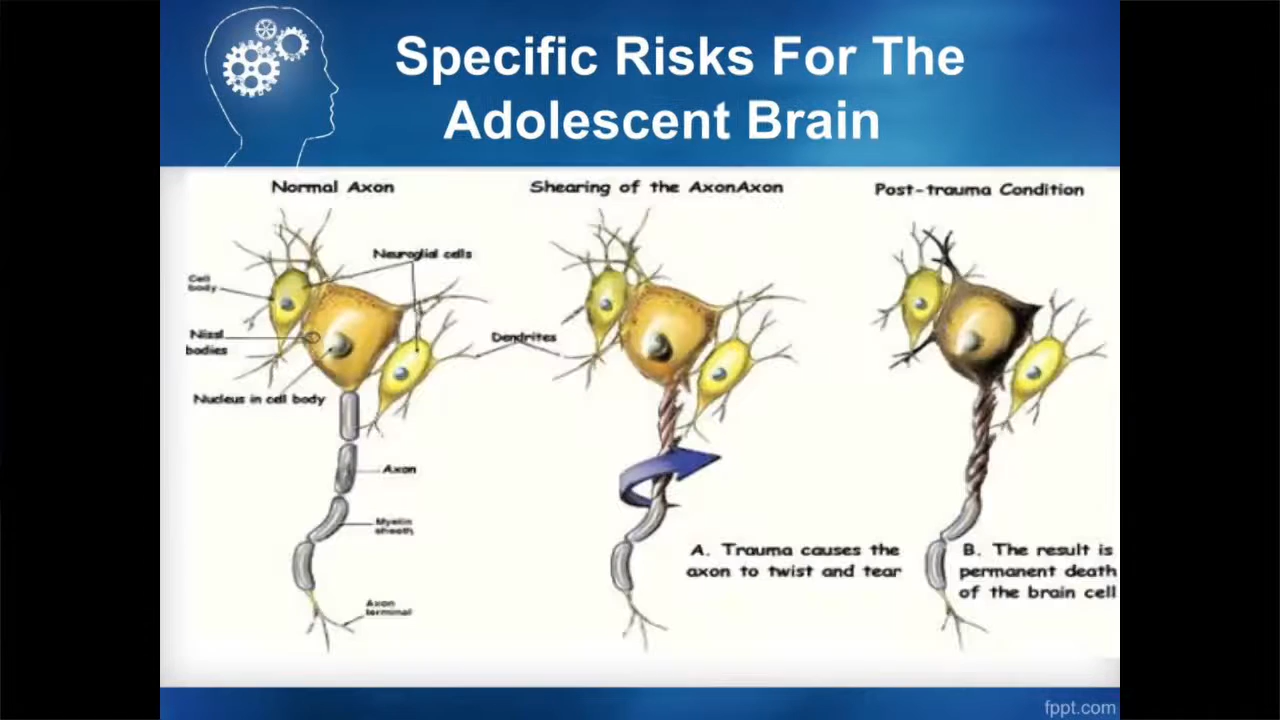 Specific Risks For The
Adolescent Brain
Normal Axon
Shearing of the AxonAxon
Post-trauma Condition
Neuroglial cells
Cell
body
Nissl
bodies
Dendrites
Nucleus in cell body
Axon
Myelin
sheath
Axon
terminal
A. Trauma causes the
axon to twist and tear
B. The result is
permanent death
of the brain cell
fppt.com